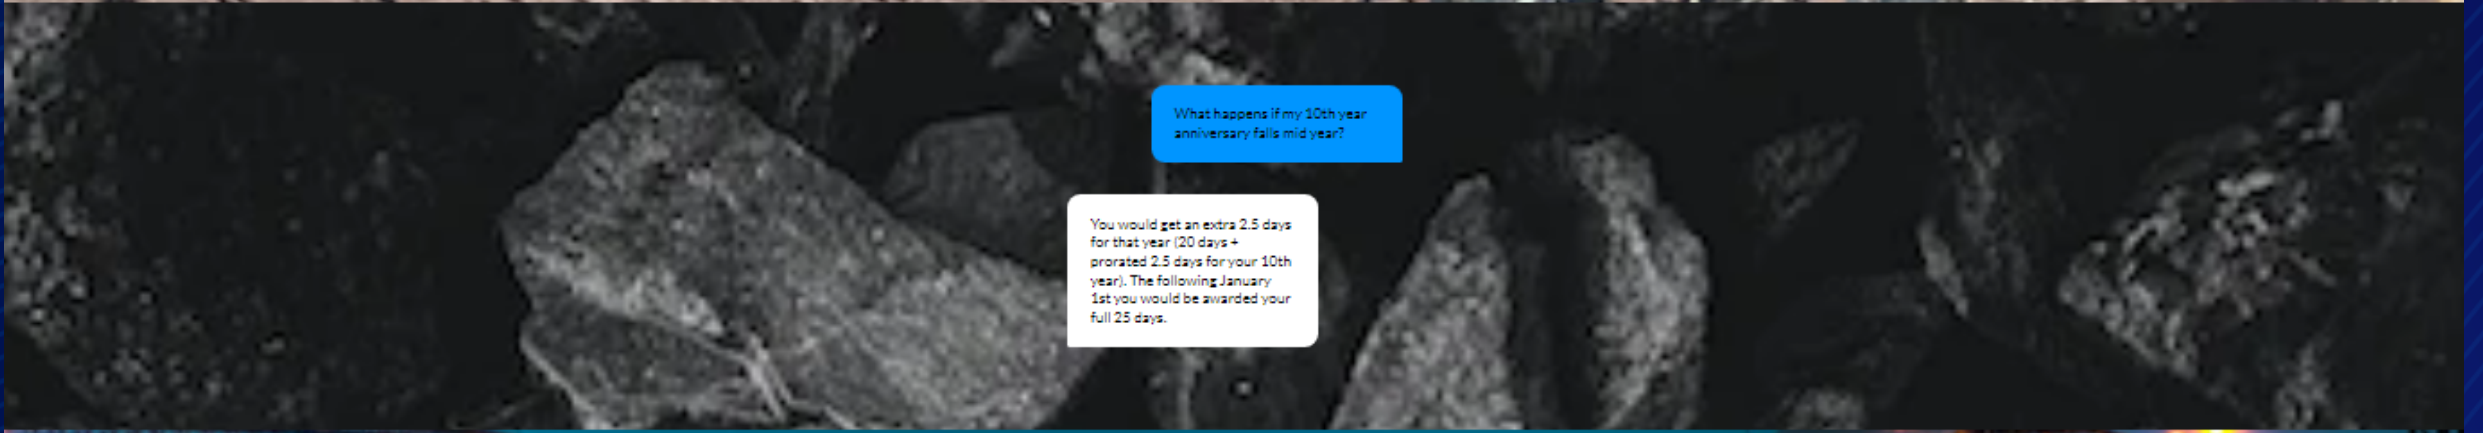 What happens if my 10th year
anniversary falls mid year?
You would get an extra 2.5 days
for that year (20 days +
prorated 2.5 days for your 10th
year). The following January
1st you would be awarded your
full 25 days.